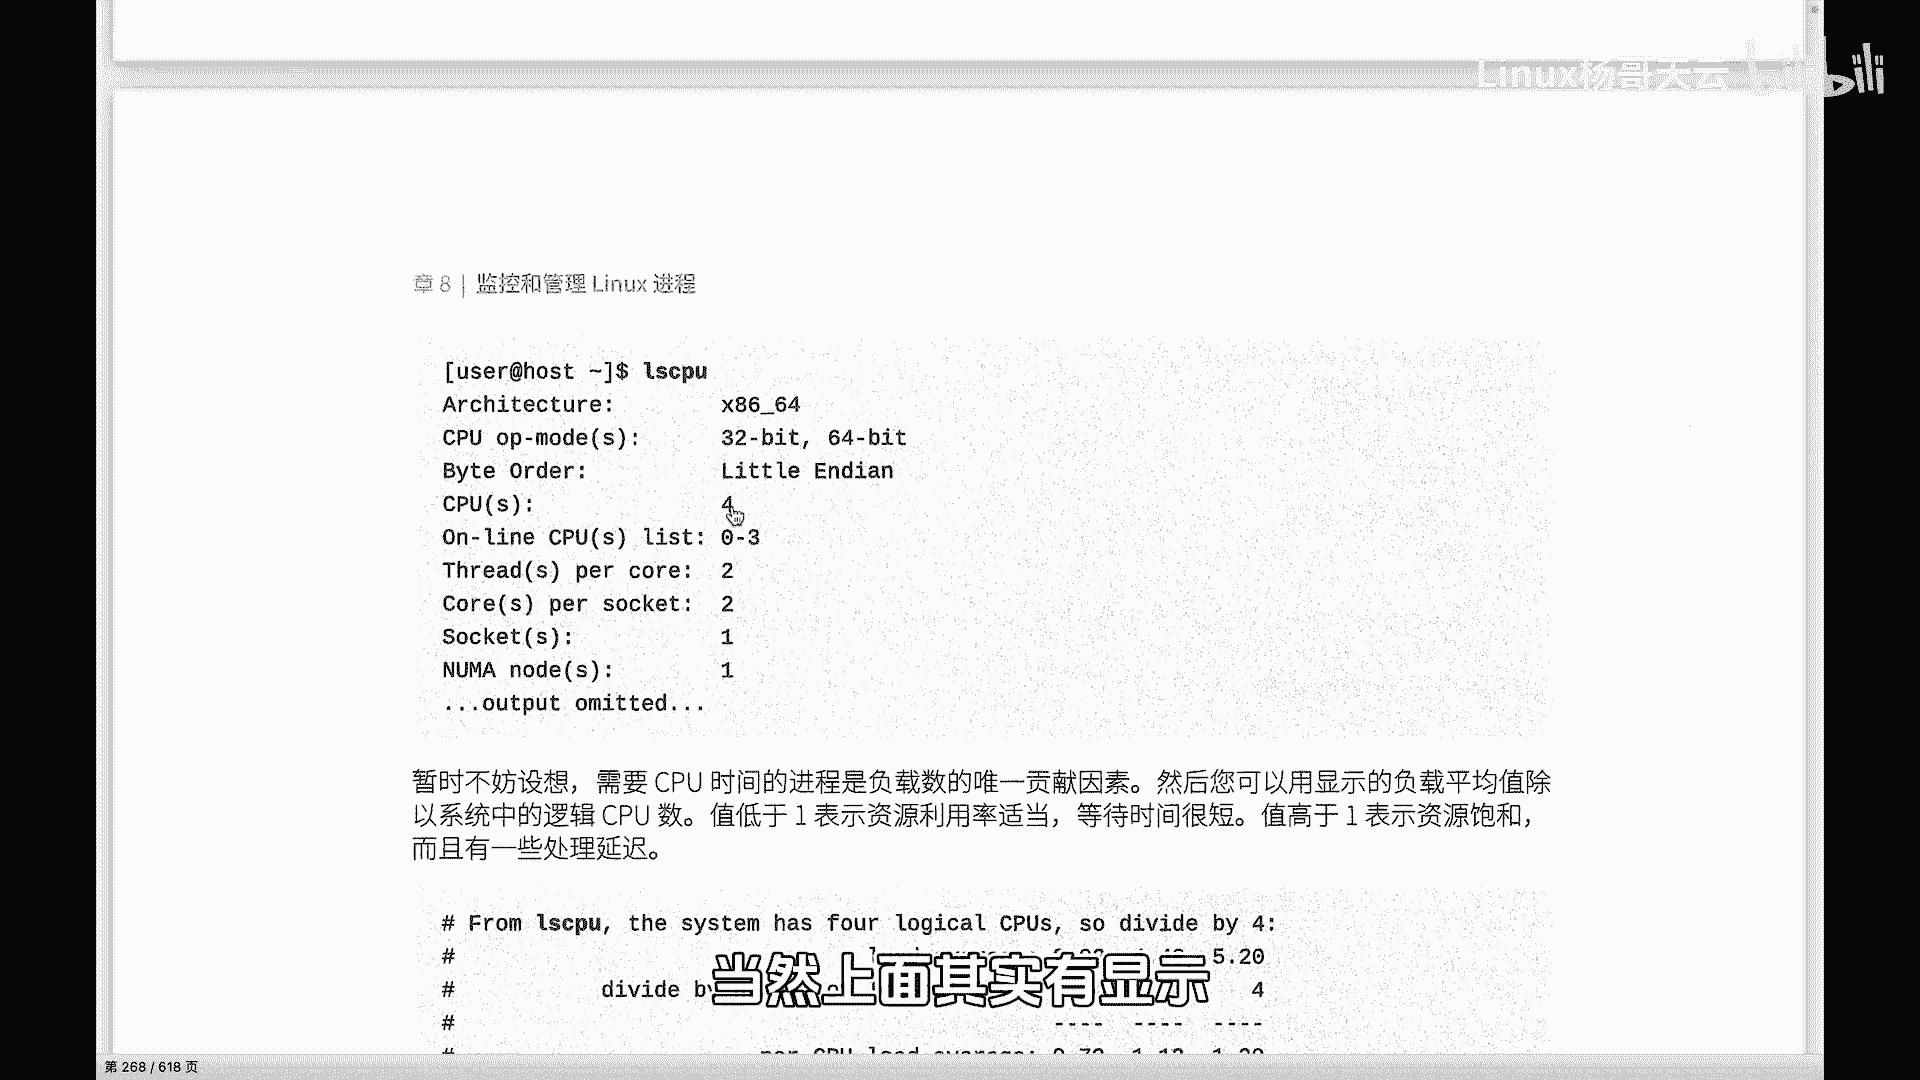 Linux杨哥天云 bilibili
章 8 | 监控和管理 Linux 进程
[user@host ~]$ lscpu
Architecture: x86_64
CPU op-mode(s): 32-bit, 64-bit
Byte Order: Little Endian
CPU(s): 4
On-line CPU(s) list: 0-3
Thread(s) per core: 2
Core(s) per socket: 2
Socket(s): 1
NUMA node(s): 1
...output omitted...
暂时不妨设想，需要 CPU 时间的进程是负载数的唯一贡献因素。然后您可以用显示的负载平均值除
以系统中的逻辑 CPU 数。值低于 1 表示资源利用率适当，等待时间很短。值高于 1 表示资源饱和，
而且有一些处理延迟。
# From lscpu, the system has four logical CPUs, so divide by 4:
# 5.20
# divide by 4
# ---- ---- ----
当然上面其实有显示
第 268 / 618 页